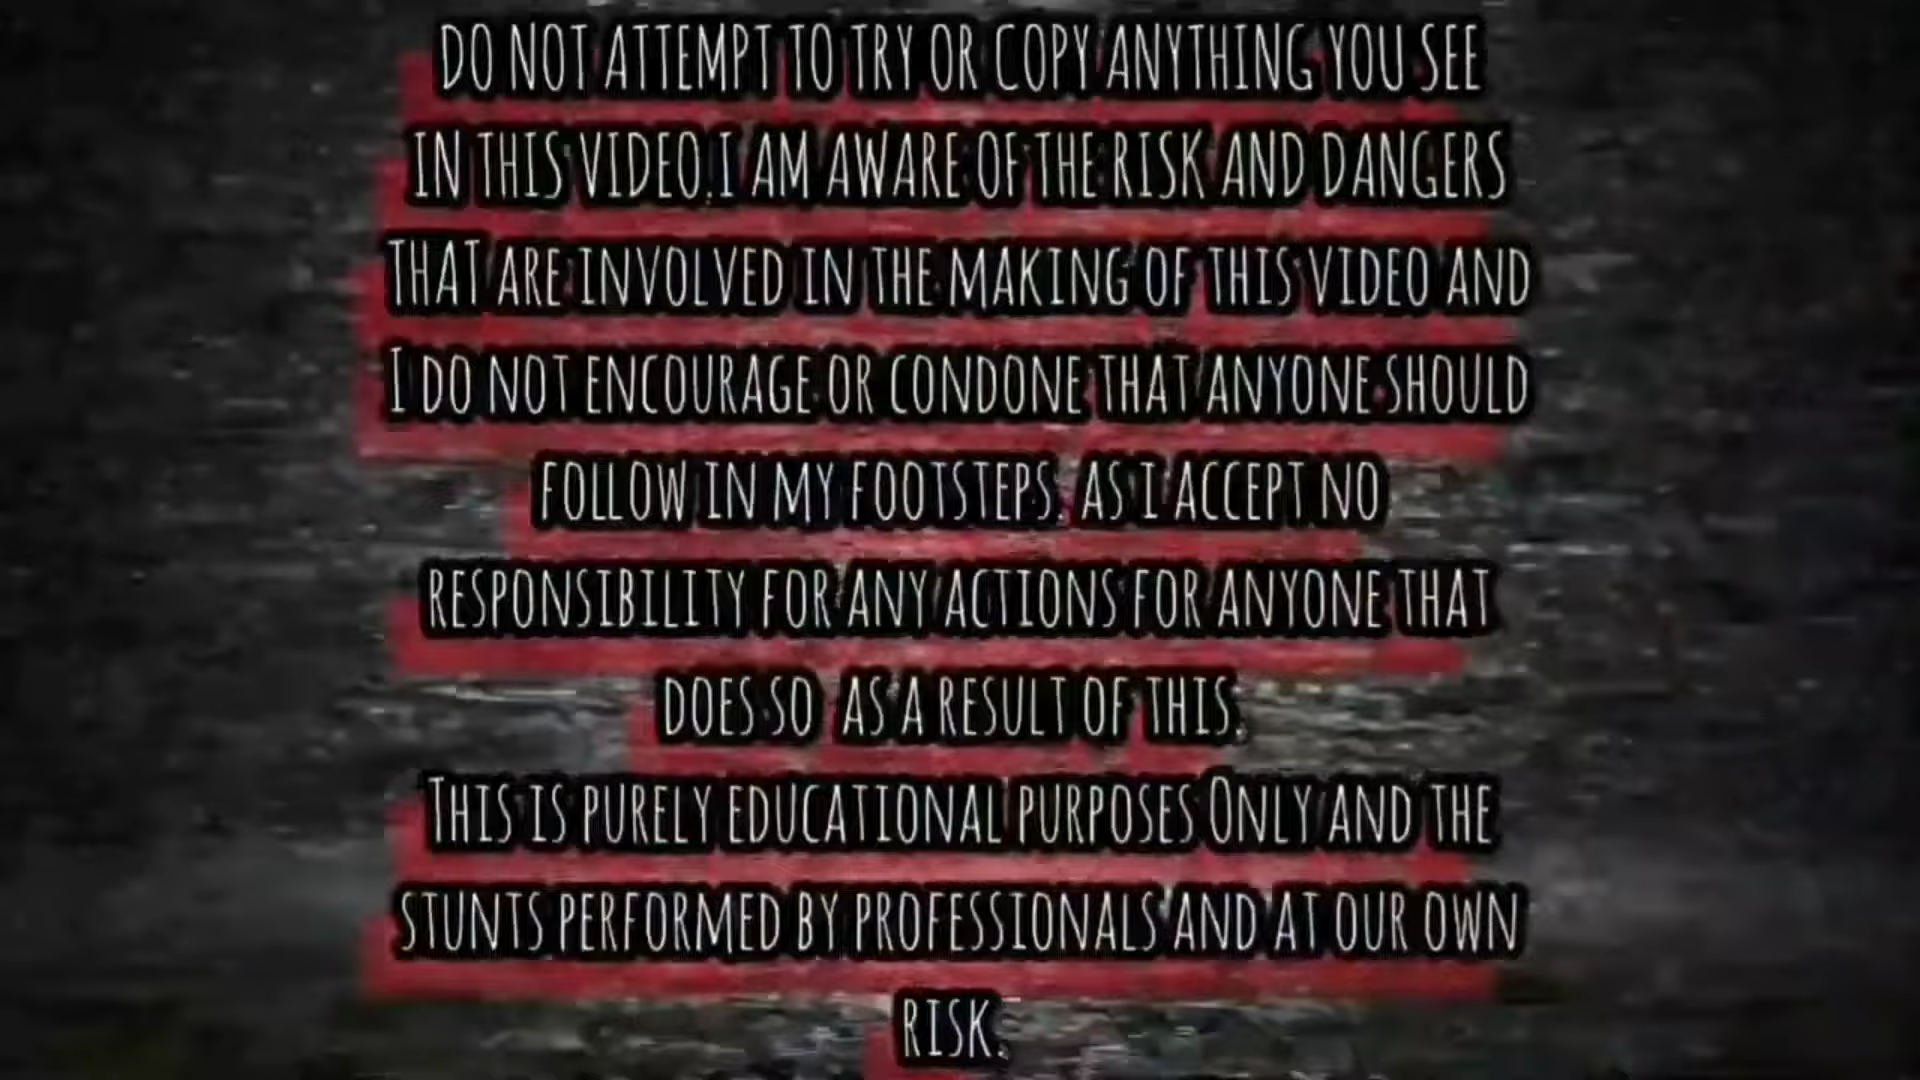 DO NOT ATTEMPT TO TRY OR COPY ANYTHING YOU SEE
IN THIS VIDEO.I AM AWARE OF THE RISK AND DANGERS
THAT ARE INVOLVED IN THE MAKING OF THIS VIDEO AND
I DO NOT ENCOURAGE OR CONDONE THAT ANYONE SHOULD
FOLLOW IN MY FOOTSTEPS. AS I ACCEPT NO
RESPONSIBILITY FOR ANY ACTIONS FOR ANYONE THAT
DOES SO AS A RESULT OF THIS.
THIS IS PURELY EDUCATIONAL PURPOSES ONLY AND THE
STUNTS PERFORMED BY PROFESSIONALS AND AT OUR OWN
RISK.